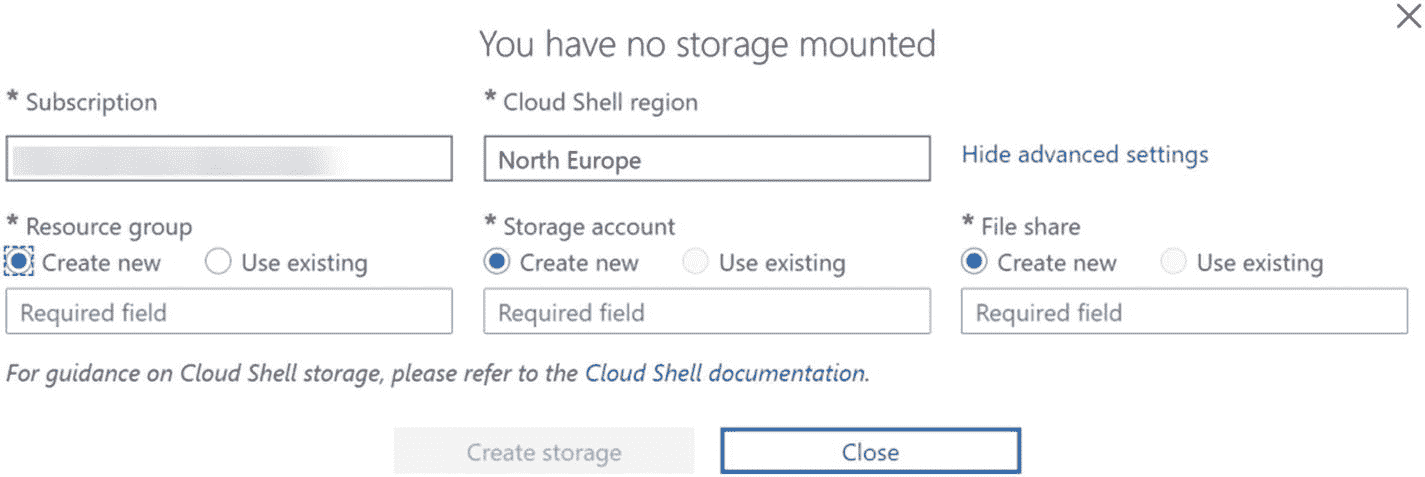 You have no storage mounted
* Subscription * Cloud Shell region
North Europe Hide advanced settings
* Resource group * Storage account * File share
Create new Use existing Create new Use existing Create new Use existing
Required field Required field Required field
For guidance on Cloud Shell storage, please refer to the Cloud Shell documentation.
Create storage Close